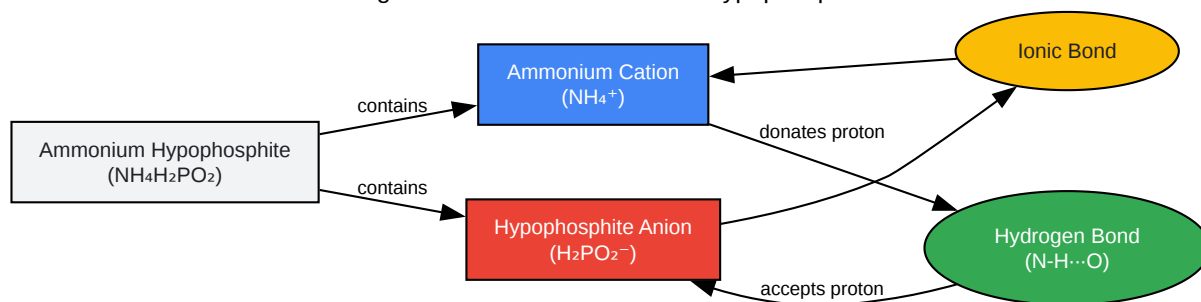 Ammonium Hypophosphite
(NH₄H₂PO₂)
contains
contains
Ammonium Cation
(NH₄⁺)
Hypophosphite Anion
(H₂PO₂⁻)
donates proton
accepts proton
Ionic Bond
Hydrogen Bond
(N-H···O)